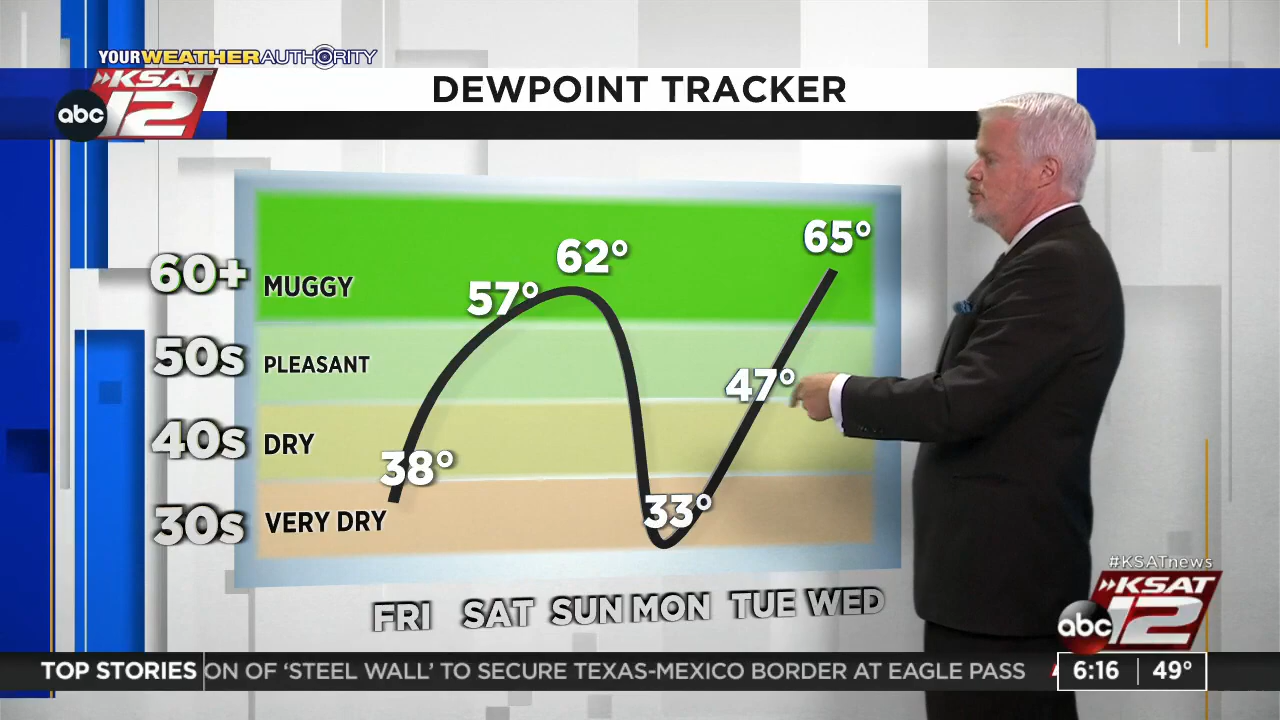 YOUR WEATHER AUTHORITY
KSAT
abc 12
DEWPOINT TRACKER
65°
62°
60+ MUGGY
57°
50s PLEASANT
47°
40s DRY
38°
33°
30s VERY DRY
#KSATnews
FRI SAT SUN MON TUE WED
KSAT
abc 12
TOP STORIES ON OF ‘STEEL WALL’ TO SECURE TEXAS-MEXICO BORDER AT EAGLE PASS
6:16 49°